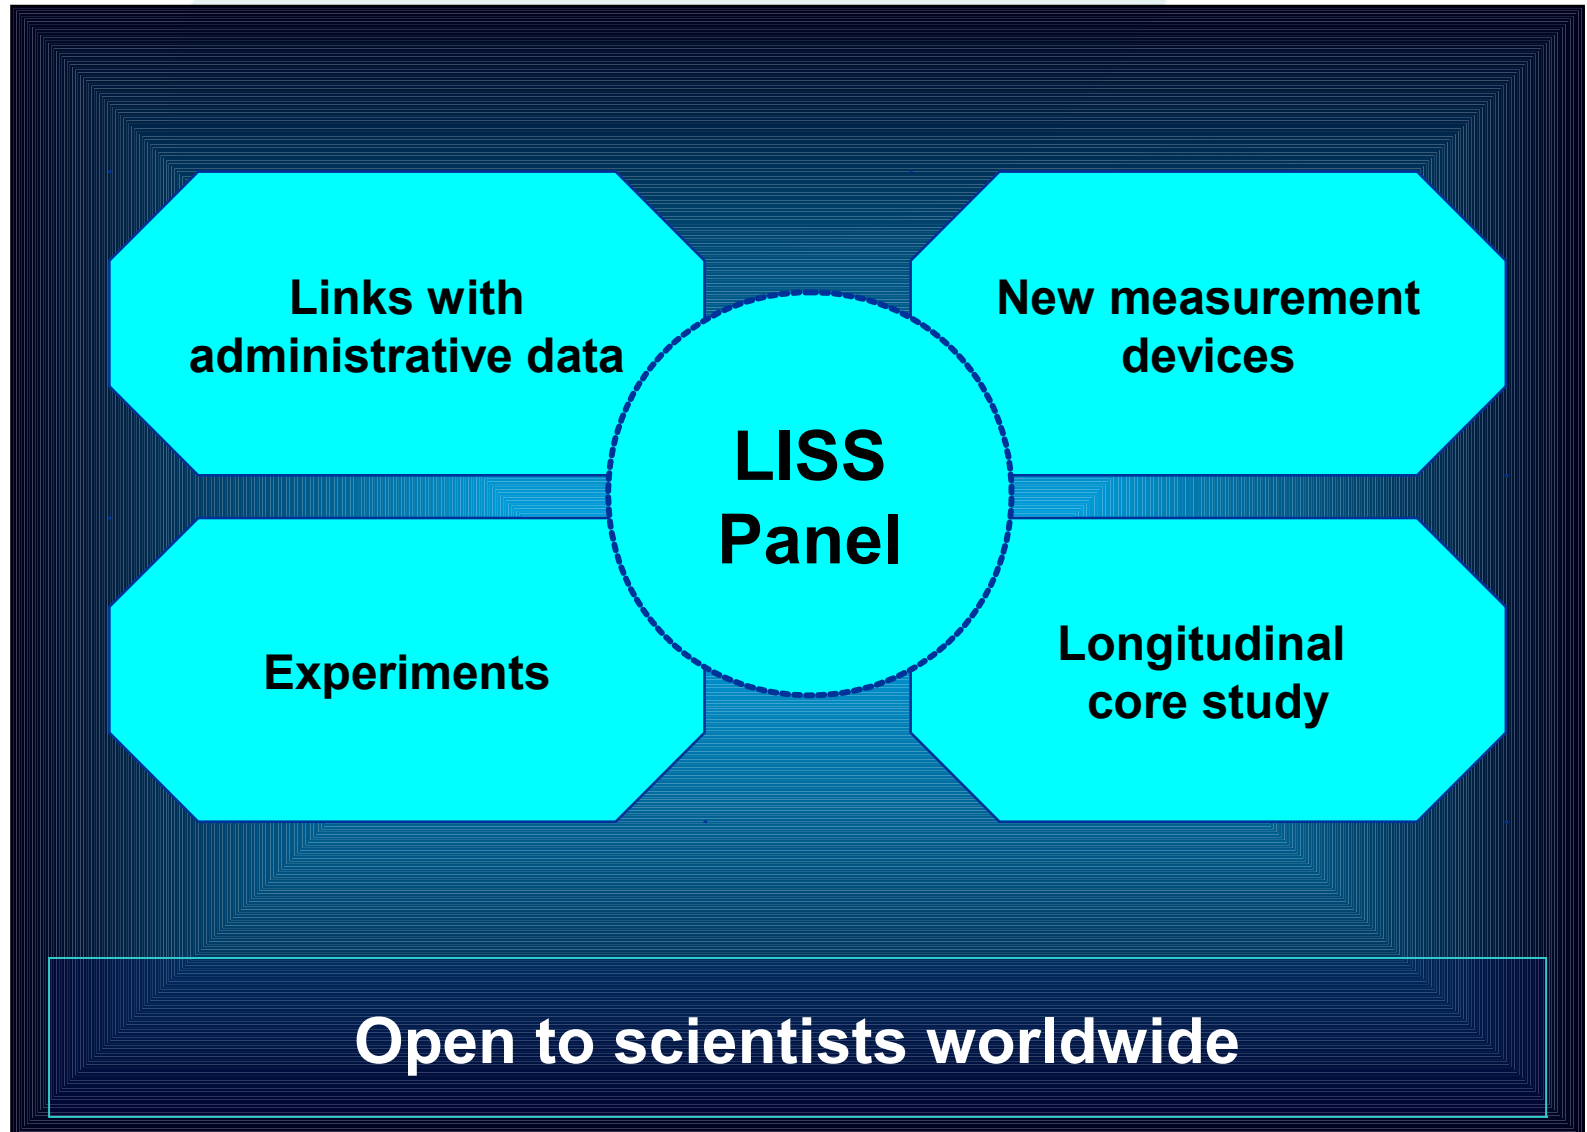 Links with
administrative data
New measurement
devices
LISS
Panel
Experiments
Longitudinal
core study
Open to scientists worldwide